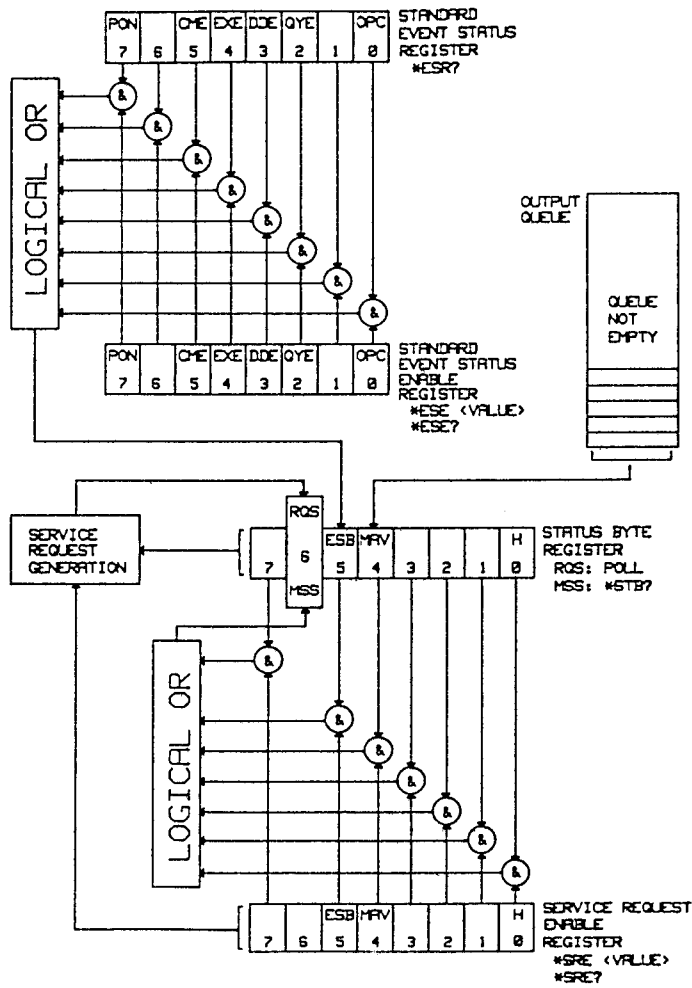 PON CME EXE DDE QYE OPC
7 6 5 4 3 2 1 0
STANDARD
EVENT STATUS
REGISTER
*ESR?
LOGICAL OR
& & & & & & & &
OUTPUT
QUEUE
QUEUE
NOT
EMPTY
PON CME EXE DDE QYE OPC
7 6 5 4 3 2 1 0
STANDARD
EVENT STATUS
ENABLE
REGISTER
*ESE <VALUE>
*ESE?
SERVICE
REQUEST
GENERATION
RQS
6
MSS
ESB MAV H
7 5 4 3 2 1 0
STATUS BYTE
REGISTER
RQS: POLL
MSS: *STB?
LOGICAL OR
& & & & & & &
ESB MAV H
7 6 5 4 3 2 1 0
SERVICE REQUEST
ENABLE
REGISTER
*SRE <VALUE>
*SRE?